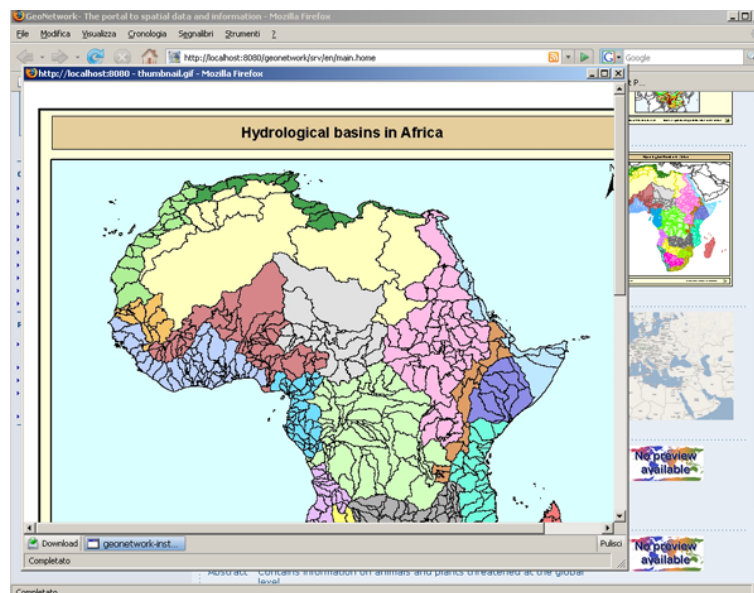 GeoNetwork - The portal to spatial data and information - Mozilla Firefox
File Modifica Visualizza Cronologia Segnalibri Strumenti ?
http://localhost:8080/geonetwork/srv/en/main.home
Google
http://localhost:8080 - thumbnail.gif - Mozilla Firefox
t P...
Hydrological basins in Africa
No preview
available
Download
geonetwork-inst...
Pulisci
Completato
No preview
available
Abstract Contains information on animals and plants threatened at the global
level
Completato